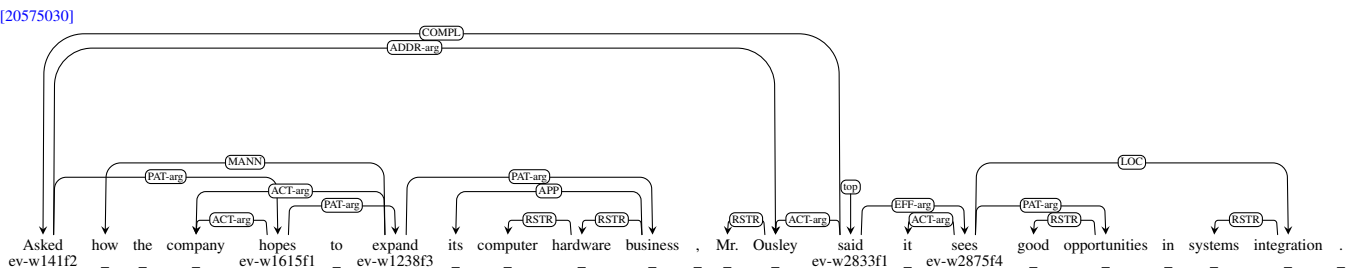 [20575030]
COMPL
ADDR-arg
MANN LOC
PAT-arg PAT-arg
ACT-arg APP top
PAT-arg EFF-arg PAT-arg
ACT-arg RSTR RSTR RSTR ACT-arg ACT-arg RSTR RSTR
Asked how the company hopes to expand its computer hardware business , Mr. Ousley said it sees good opportunities in systems integration .
ev-w141f2 _ _ _ ev-w1615f1 _ ev-w1238f3 _ _ _ _ _ _ _ ev-w2833f1 _ ev-w2875f4 _ _ _ _ _ _